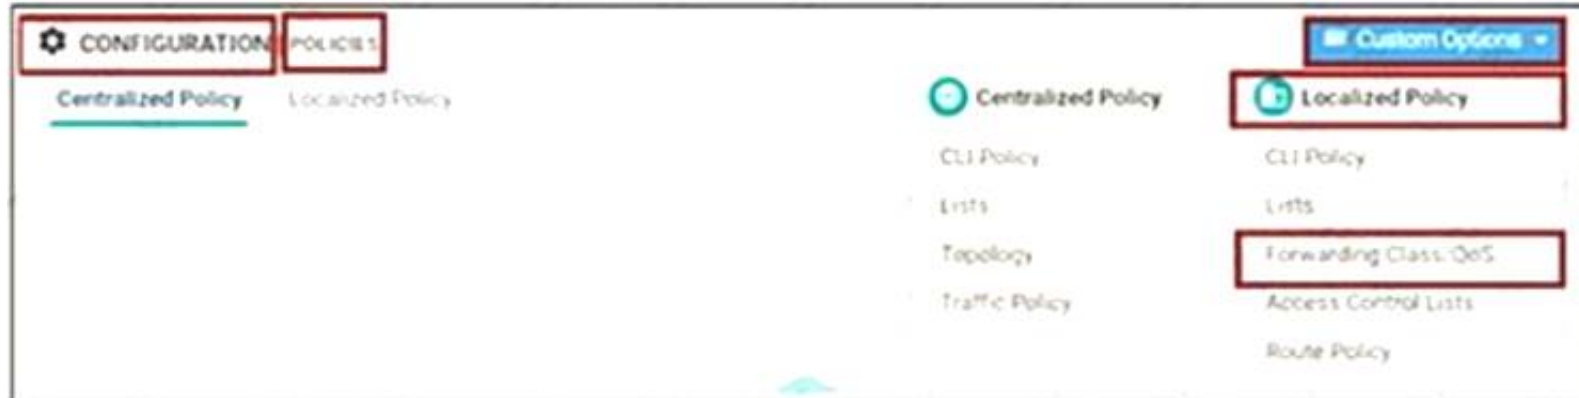 CONFIGURATION POLICIES
Custom Options
Centralized Policy Localized Policy
Centralized Policy
CLI Policy
Lists
Topology
Traffic Policy
Localized Policy
CLI Policy
Lists
Forwarding Class/QoS
Access Control Lists
Route Policy